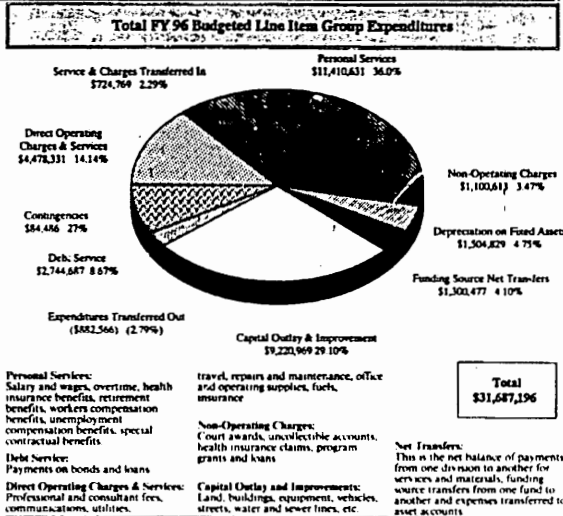 Total FY 96 Budgeted Line Item Group Expenditures
Personal Services
$11,410,631 36.0%
Service & Charges Transferred In
$724,769 2.29%
Direct Operating
Charges & Services
$4,478,331 14.14%
Non-Operating Charges
$1,100,613 3.47%
Contingencies
$84,486 27%
Depreciation on Fixed Assets
$1,504,829 4 75%
Debt Service
$2,744,687 8 67%
Funding Source Net Transfers
$1,300,477 4 10%
Expenditures Transferred Out
($882,566) (2.79%)
Capital Outlay & Improvement
$9,220,969 29.10%
Personal Services:
Salary and wages, overtime, health
insurance benefits, retirement
benefits, workers compensation
benefits, unemployment
compensation benefits, special
contractual benefits
Debt Service:
Payments on bonds and loans
Direct Operating Charges & Services:
Professional and consultant fees,
communications, utilities,
travel, repairs and maintenance, office
and operating supplies, fuels,
insurance
Non-Operating Charges:
Court awards, uncollectible accounts,
health insurance claims, program
grants and loans
Capital Outlay and Improvements:
Land, buildings, equipment, vehicles,
streets, water and sewer lines, etc.
Total
$31,687,196
Net Transfers:
This is the net balance of payments
from one division to another for
services and materials, funding
source transfers from one fund to
another and expenses transferred to
asset accounts